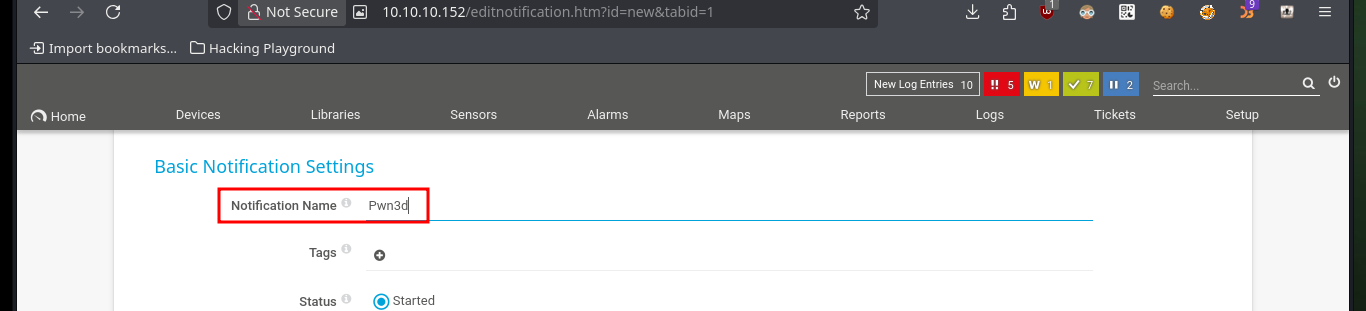 Not Secure 10.10.10.152/editnotification.htm?id=new&tabid=1 1 9
Import bookmarks... Hacking Playground
New Log Entries 10 !! 5 W 1 7 2 Search...
Home Devices Libraries Sensors Alarms Maps Reports Logs Tickets Setup
Basic Notification Settings
Notification Name Pwn3d
Tags
Status Started